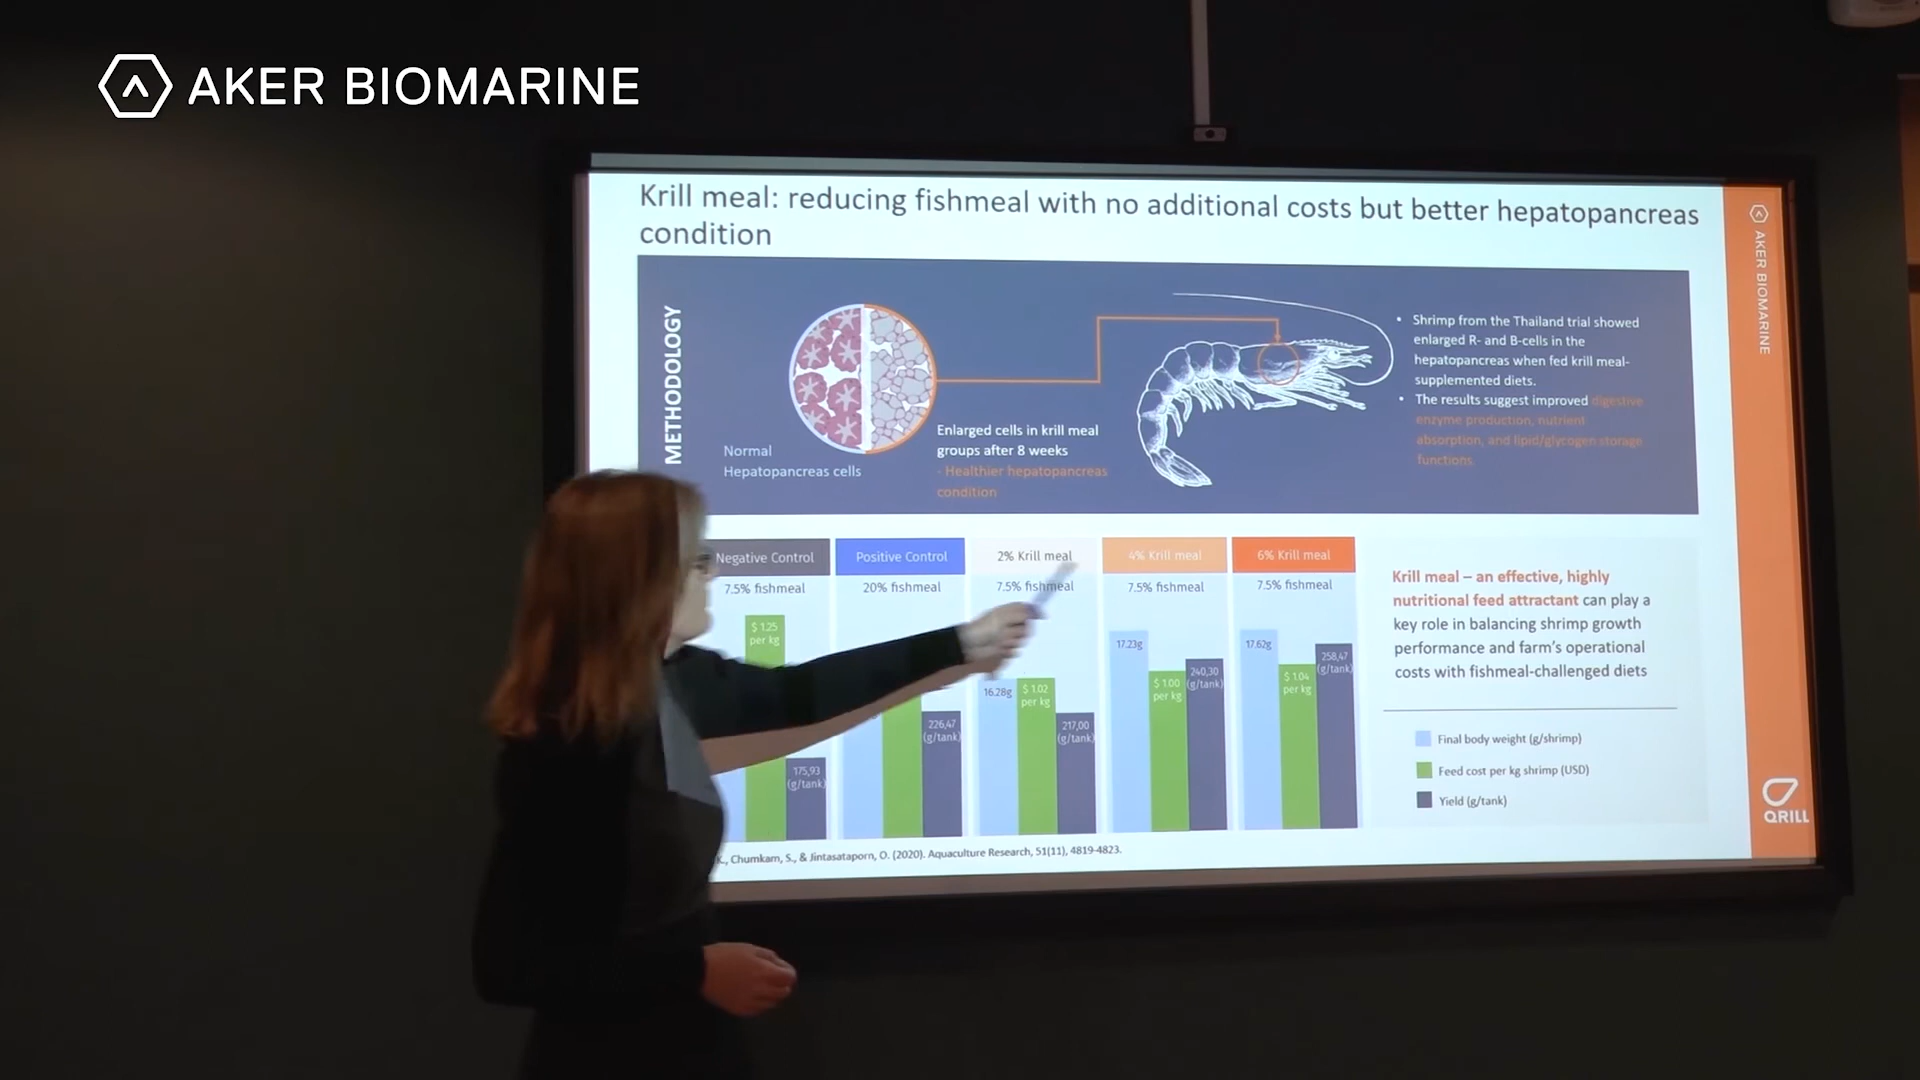 AKER BIOMARINE
Krill meal: reducing fishmeal with no additional costs but better hepatopancreas
condition
AKER BIOMARINE
METHODOLOGY
Normal
Hepatopancreas cells
Enlarged cells in krill meal
groups after 8 weeks
- Healthier hepatopancreas
condition
• Shrimp from the Thailand trial showed
enlarged R- and B-cells in the
hepatopancreas when fed krill meal-
supplemented diets.
• The results suggest improved digestive
enzyme production, nutrient
absorption, and lipid/glycogen storage
functions
Negative Control
7.5% fishmeal
$ 1.25
per kg
175,93
(g/tank)
Positive Control
20% fishmeal
226,47
(g/tank)
2% Krill meal
7.5% fishmeal
16.28g
$ 1.02
per kg
217,00
(g/tank)
4% Krill meal
7.5% fishmeal
17.23g
$ 1.00
per kg
240,30
(g/tank)
6% Krill meal
7.5% fishmeal
17.62g
$ 1.04
per kg
258,47
(g/tank)
Krill meal – an effective, highly
nutritional feed attractant can play a
key role in balancing shrimp growth
performance and farm's operational
costs with fishmeal-challenged diets
Final body weight (g/shrimp)
Feed cost per kg shrimp (USD)
Yield (g/tank)
QRILL
K., Chumkam, S., & Jintasataporn, O. (2020). Aquaculture Research, 51(11), 4819-4823.